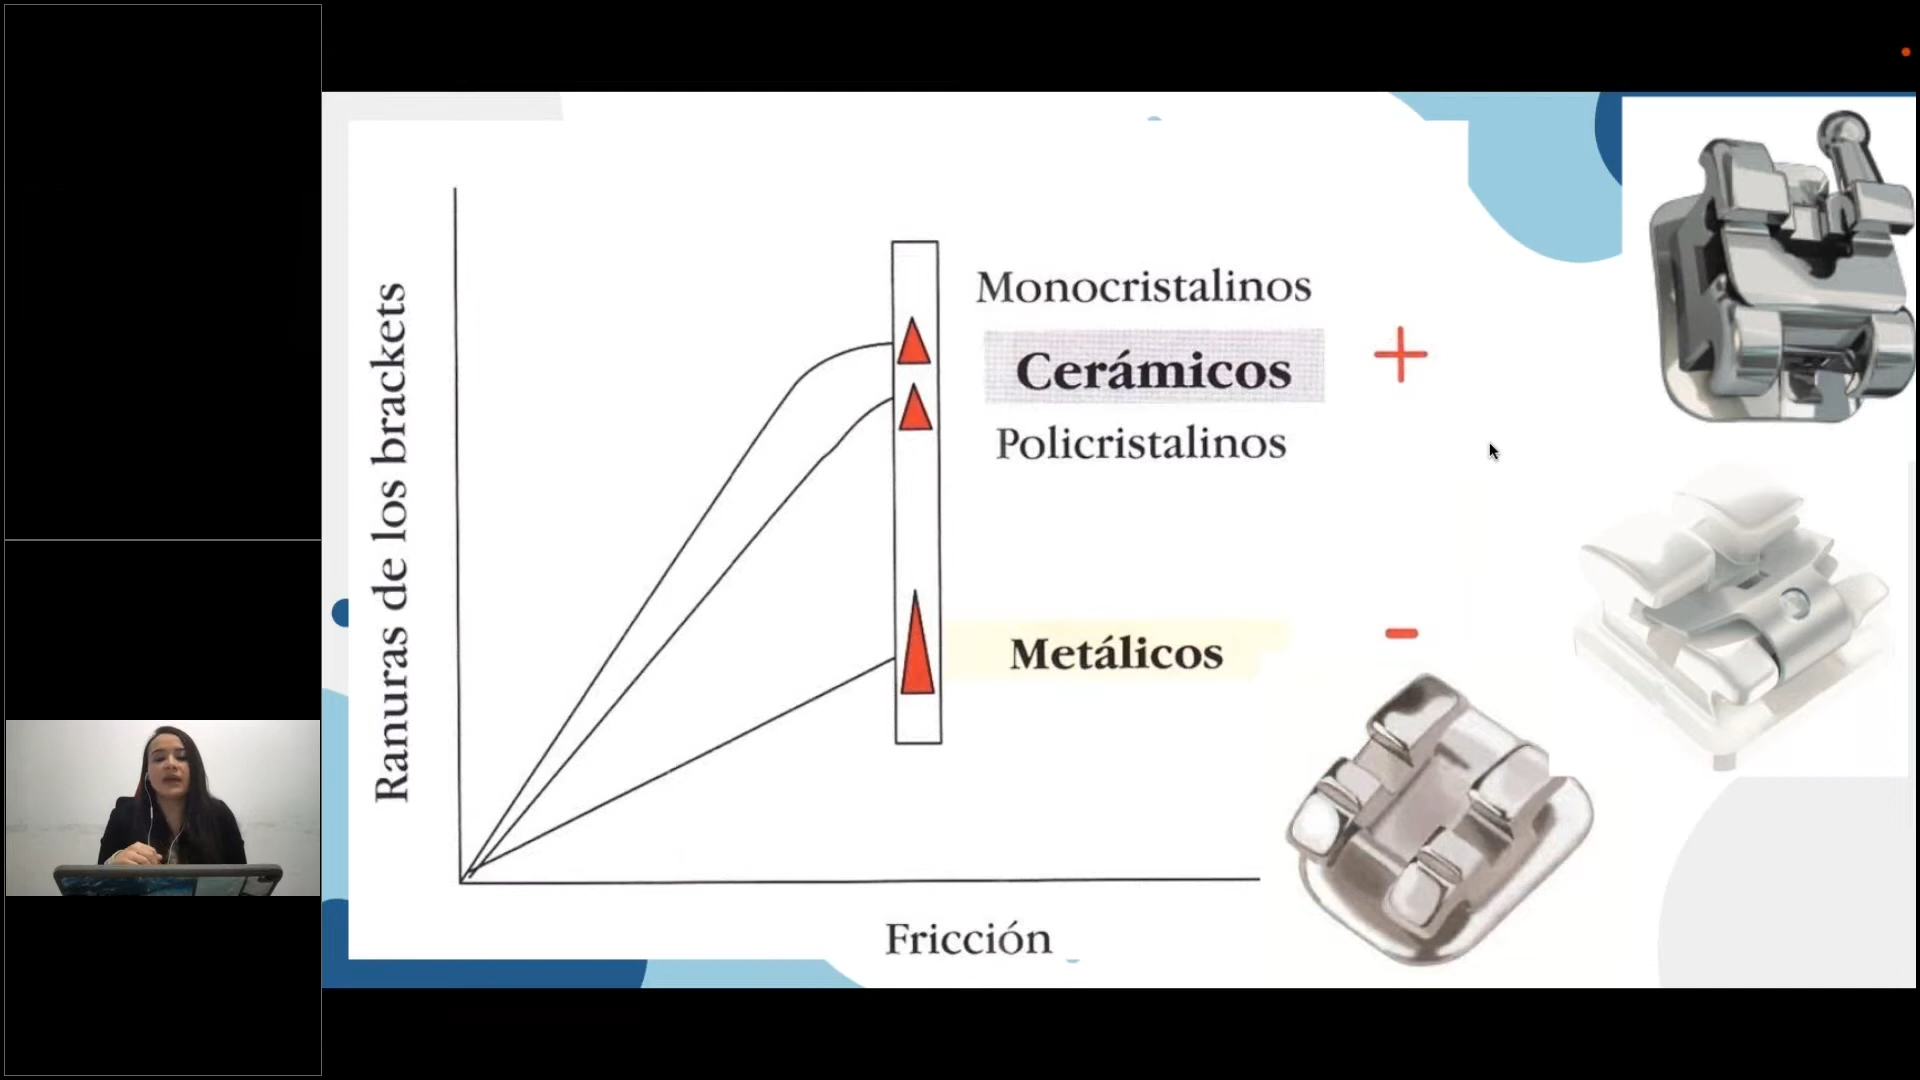 Ranuras de los brackets
Monocristalinos
Cerámicos
+
Policristalinos
Metálicos
-
Fricción